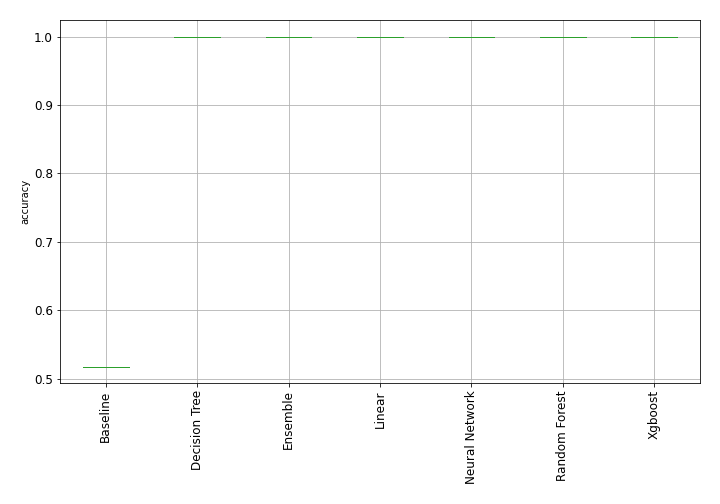 1.0
0.9
0.8
0.7
0.6
0.5
accuracy
Baseline
Decision Tree
Ensemble
Linear
Neural Network
Random Forest
Xgboost